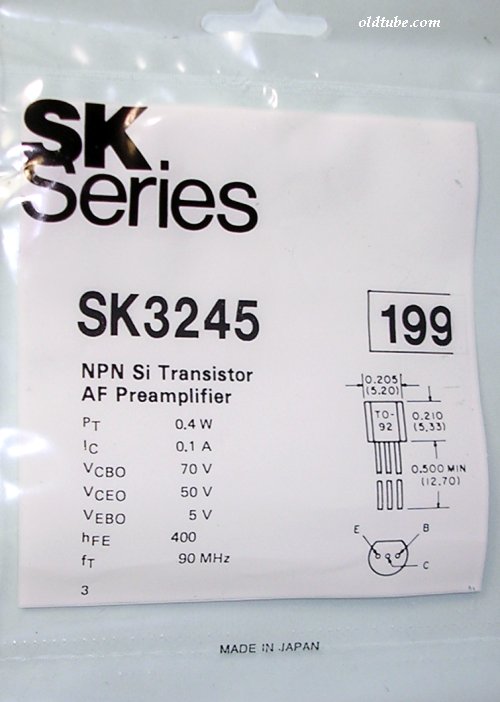 oldtube.com
SK
Series
SK3245
199
NPN Si Transistor
AF Preamplifier
PT 0.4 W
IC 0.1 A
VCBO 70 V
VCEO 50 V
VEBO 5 V
hFE 400
fT 90 MHz
3
0.205
(5.20)
TO-
92
0.210
(5,33)
0.500 MIN
(12.70)
E
B
C
MADE IN JAPAN